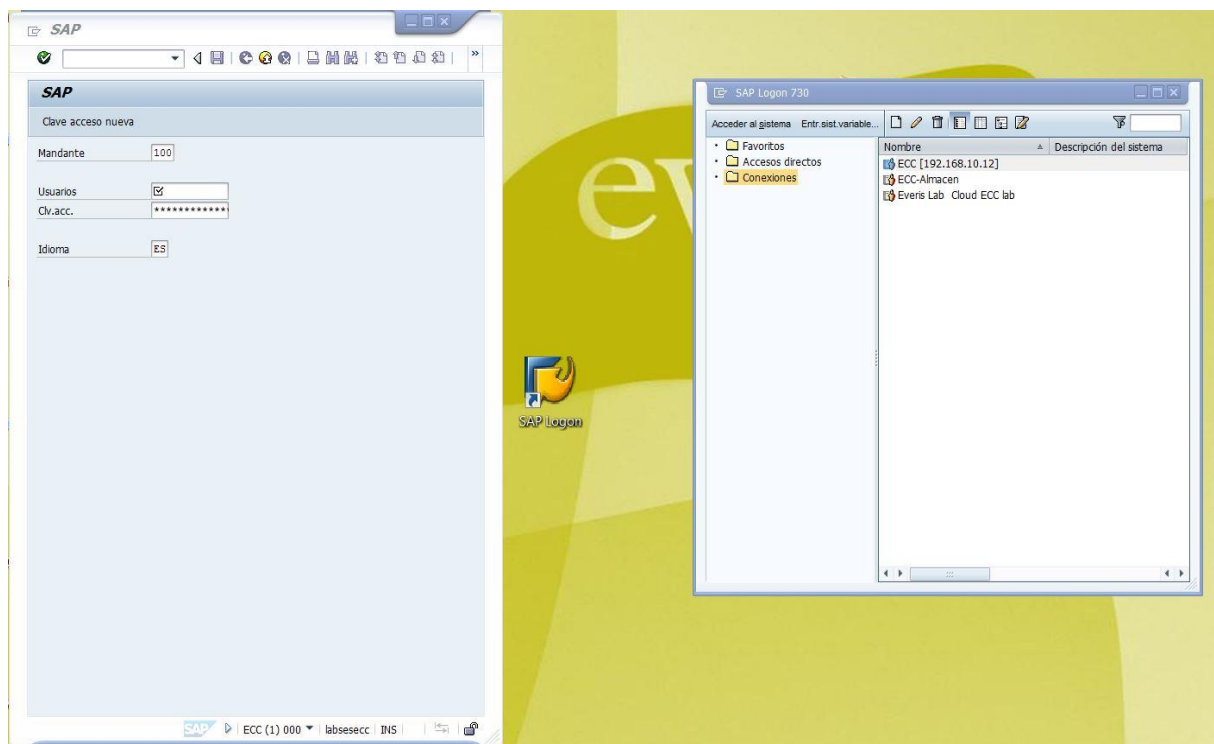 SAP
»
SAP
Clave acceso nueva
Mandante 100
Usuarios
Clv.acc. ************
Idioma ES
SAP ECC (1) 000 labsesecc INS
ev
SAP Logon
SAP Logon 730
Acceder al sistema Entr.sist.variable...
Favoritos
Accesos directos
Conexiones
Nombre Descripción del sistema
ECC [192.168.10.12]
ECC-Almacen
Everis Lab Cloud ECC lab